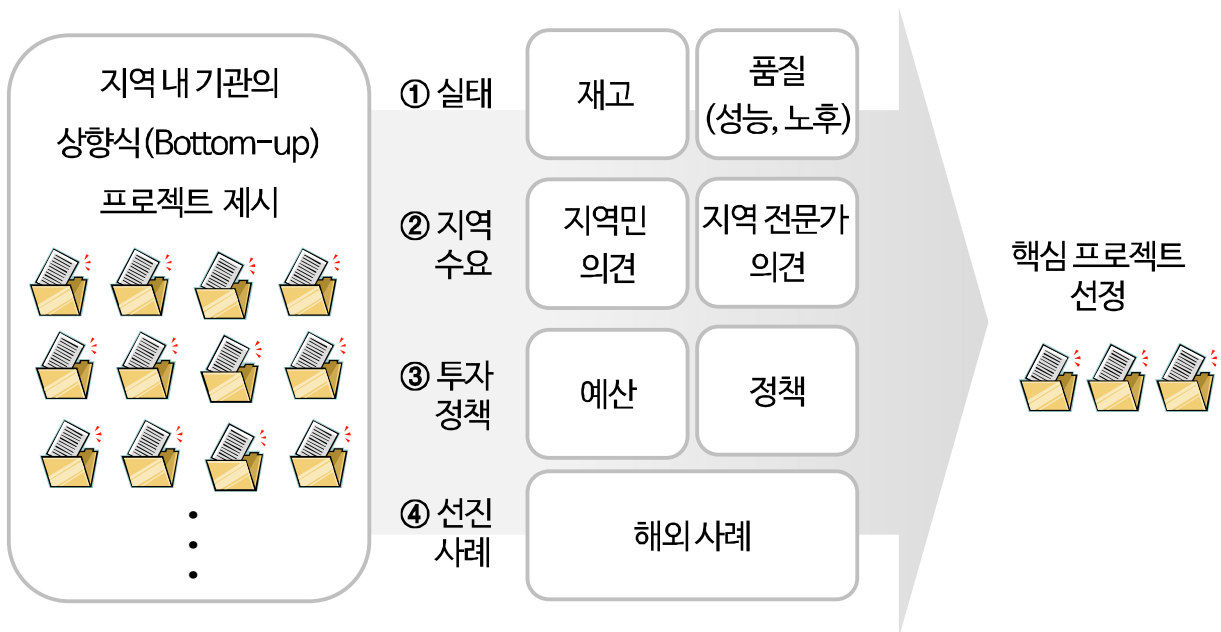 지역 내 기관의
상향식(Bottom-up)
프로젝트 제시
① 실태
재고
품질
(성능, 노후)
② 지역
수요
지역민
의견
지역 전문가
의견
③ 투자
정책
예산
정책
④ 선진
사례
해외 사례
핵심 프로젝트
선정